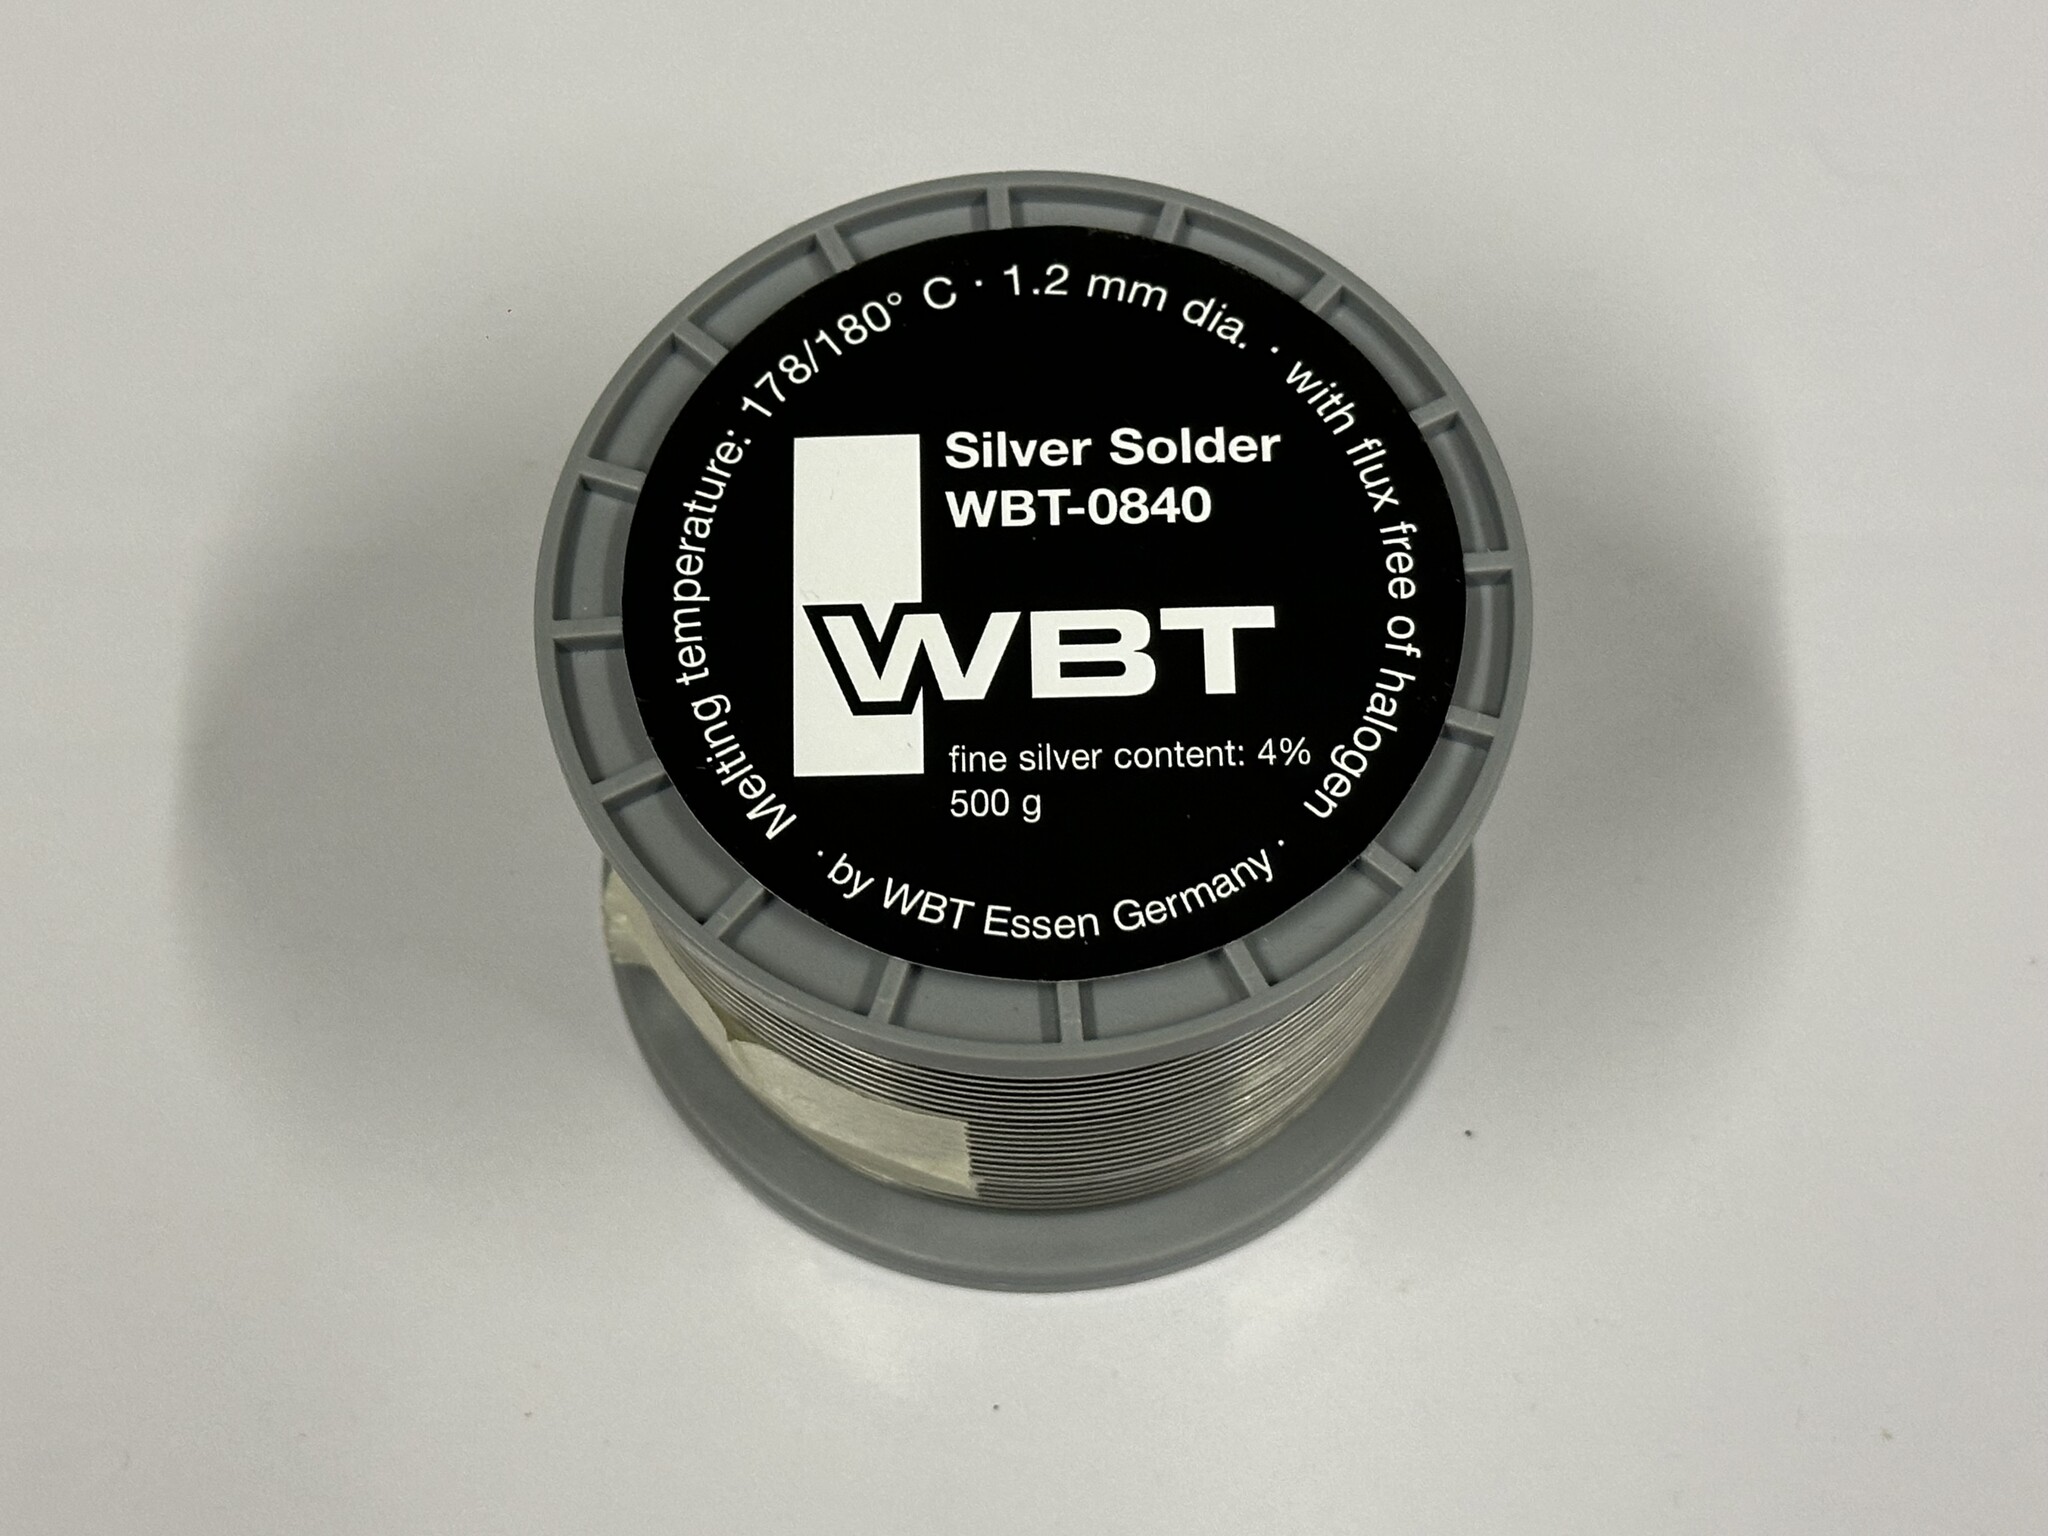 Melting temperature: 178/180° C · 1.2 mm dia. · with flux free of halogen
Silver Solder
WBT-0840
WBT
fine silver content: 4%
500 g
· by WBT Essen Germany ·